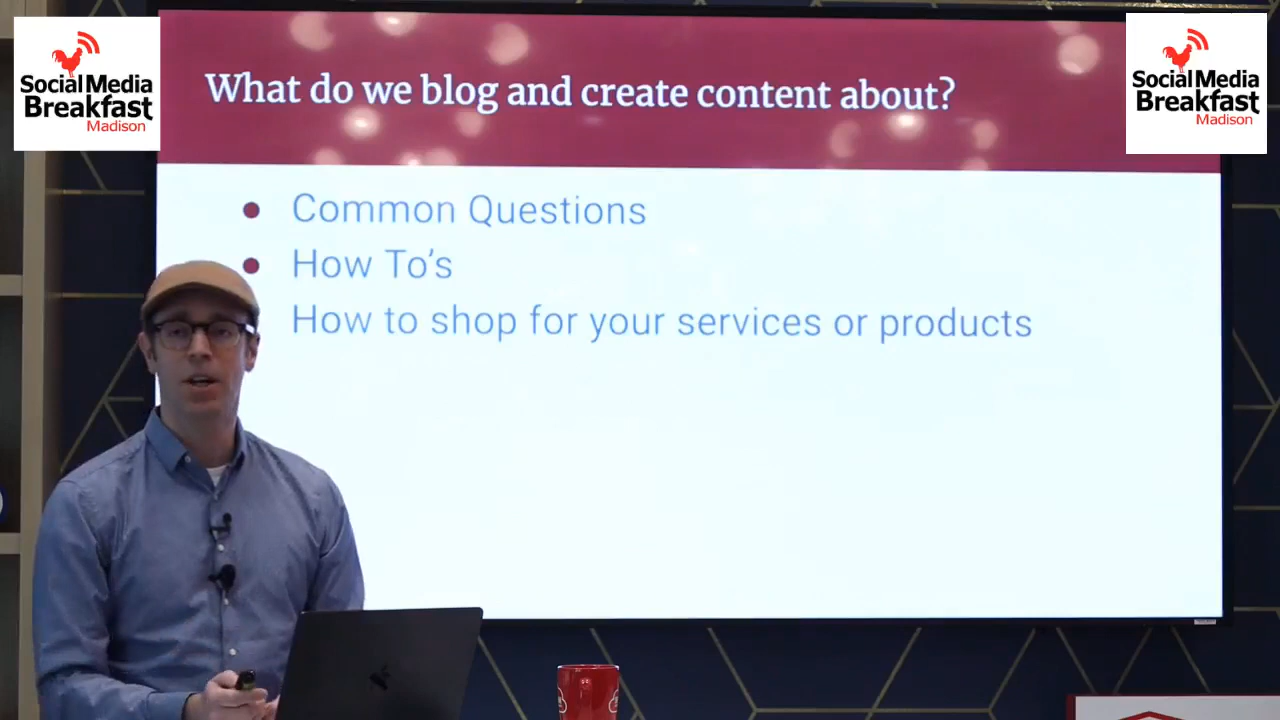 Social Media
Breakfast
Madison
What do we blog and create content about?
Social Media
Breakfast
Madison
Common Questions
How To's
How to shop for your services or products